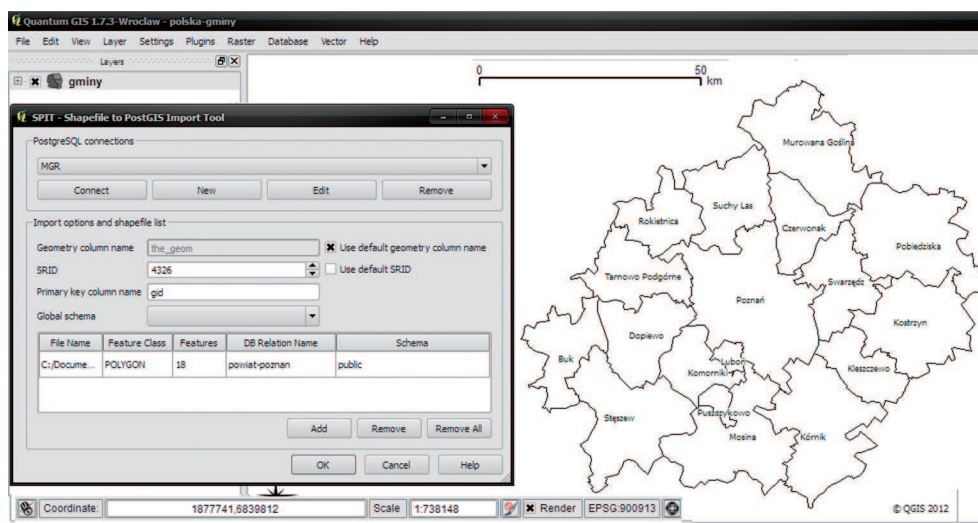 Quantum GIS 1.7.3-Wrocław - polska-gminy
File Edit View Layer Settings Plugins Raster Database Vector Help
Layers
gminy
SPIT - Shapefile to PostGIS Import Tool
PostgreSQL connections
MGR
Connect New Edit Remove
Import options and shapefile list
Geometry column name the_geom Use default geometry column name
SRID 4326 Use default SRID
Primary key column name gid
Global schema
File Name Feature Class Features DB Relation Name Schema
C:/Docume... POLYGON 18 powiat-poznan public
Add Remove Remove All
OK Cancel Help
0 50
km
Murowana Goślina
Suchy Las
Rokietnica
Czerwonak
Pobiedziska
Tarnowo Podgórne
Swarzędz
Poznań
Kostrzyn
Dopiewo
Buk
Luboń
Komorniki
Kleszczewo
Puszczykowo
Stęszew
Mosina
Kórnik
Coordinate: 1877741,6839812 Scale 1:738148 Render EPSG:900913
© QGIS 2012